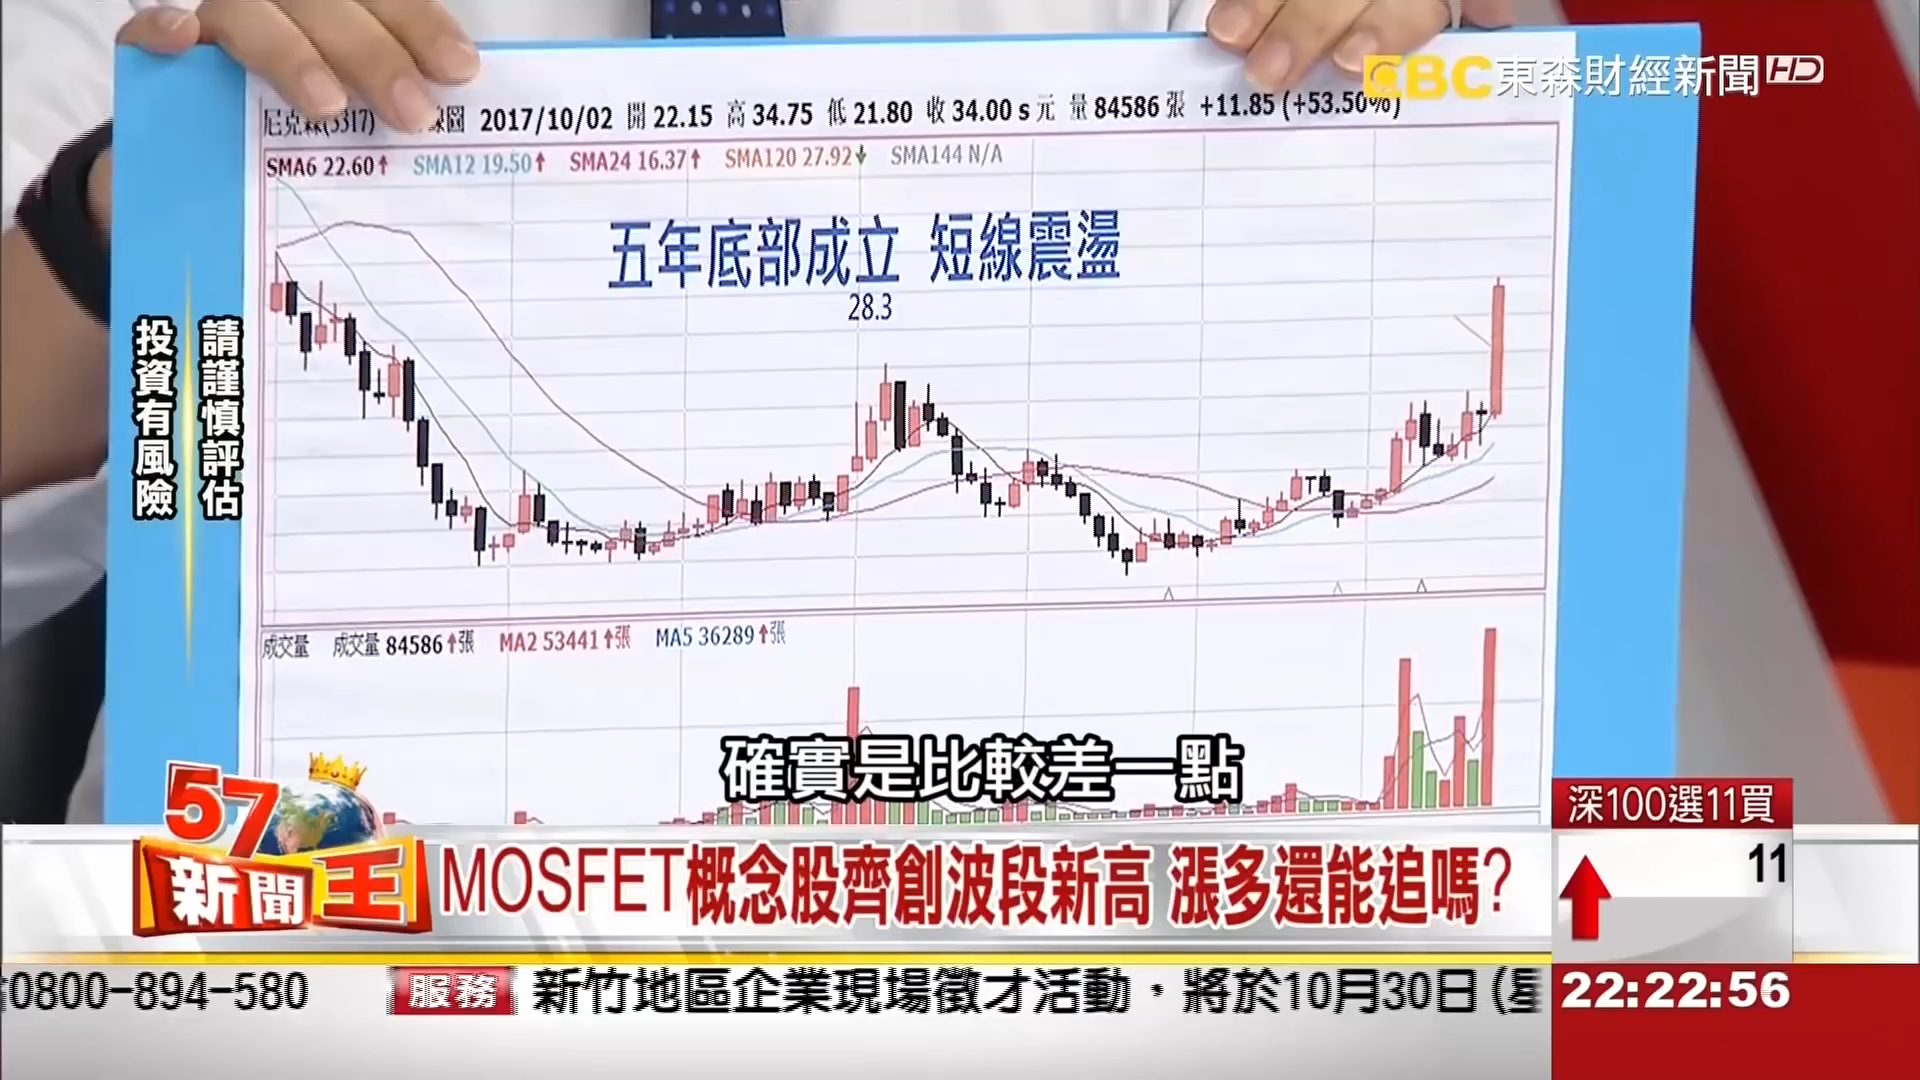 EBC東森財經新聞HD
尼克森(3317) 線圖 2017/10/02 開 22.15 高 34.75 低 21.80 收 34.00 s 元 量 84586 張 +11.85 (+53.50%)
SMA6 22.60↑ SMA12 19.50↑ SMA24 16.37↑ SMA120 27.92↓ SMA144 N/A
五年底部成立 短線震盪
28.3
請謹慎評估
投資有風險
成交量 成交量 84586↑張 MA2 53441↑張 MA5 36289↑張
確實是比較差一點
57新聞王
MOSFET概念股齊創波段新高 漲多還能追嗎?
深100選11買
11
0800-894-580 服務 新竹地區企業現場徵才活動，將於10月30日(星
22:22:56